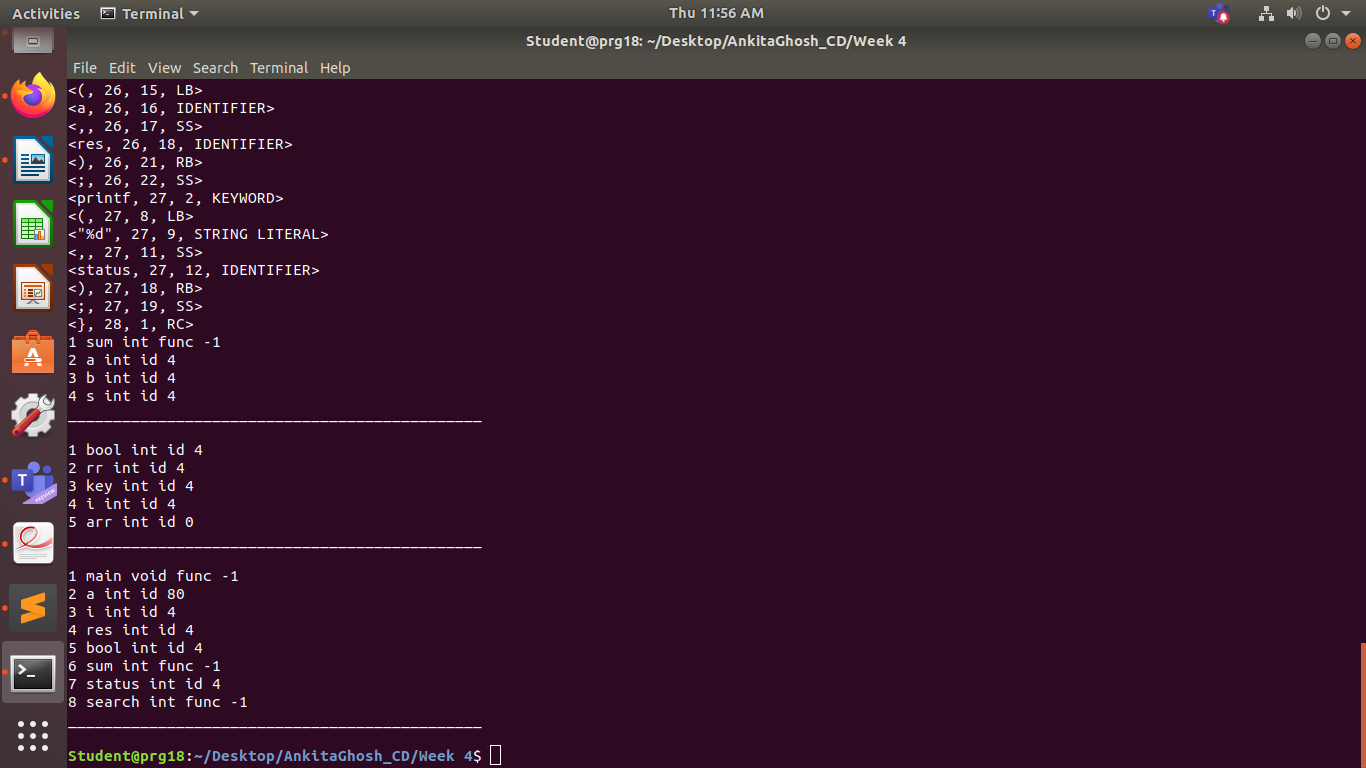 Activities Terminal Thu 11:56 AM
Student@prg18: ~/Desktop/AnkitaGhosh_CD/Week 4
File Edit View Search Terminal Help
<(, 26, 15, LB>
<a, 26, 16, IDENTIFIER>
<,, 26, 17, SS>
<res, 26, 18, IDENTIFIER>
<), 26, 21, RB>
<;, 26, 22, SS>
<printf, 27, 2, KEYWORD>
<(, 27, 8, LB>
<"%d", 27, 9, STRING LITERAL>
<,, 27, 11, SS>
<status, 27, 12, IDENTIFIER>
<), 27, 18, RB>
<;, 27, 19, SS>
<}, 28, 1, RC>
1 sum int func -1
2 a int id 4
3 b int id 4
4 s int id 4
______________________________________________
1 bool int id 4
2 rr int id 4
3 key int id 4
4 i int id 4
5 arr int id 0
______________________________________________
1 main void func -1
2 a int id 80
3 i int id 4
4 res int id 4
5 bool int id 4
6 sum int func -1
7 status int id 4
8 search int func -1
______________________________________________
Student@prg18:~/Desktop/AnkitaGhosh_CD/Week 4$